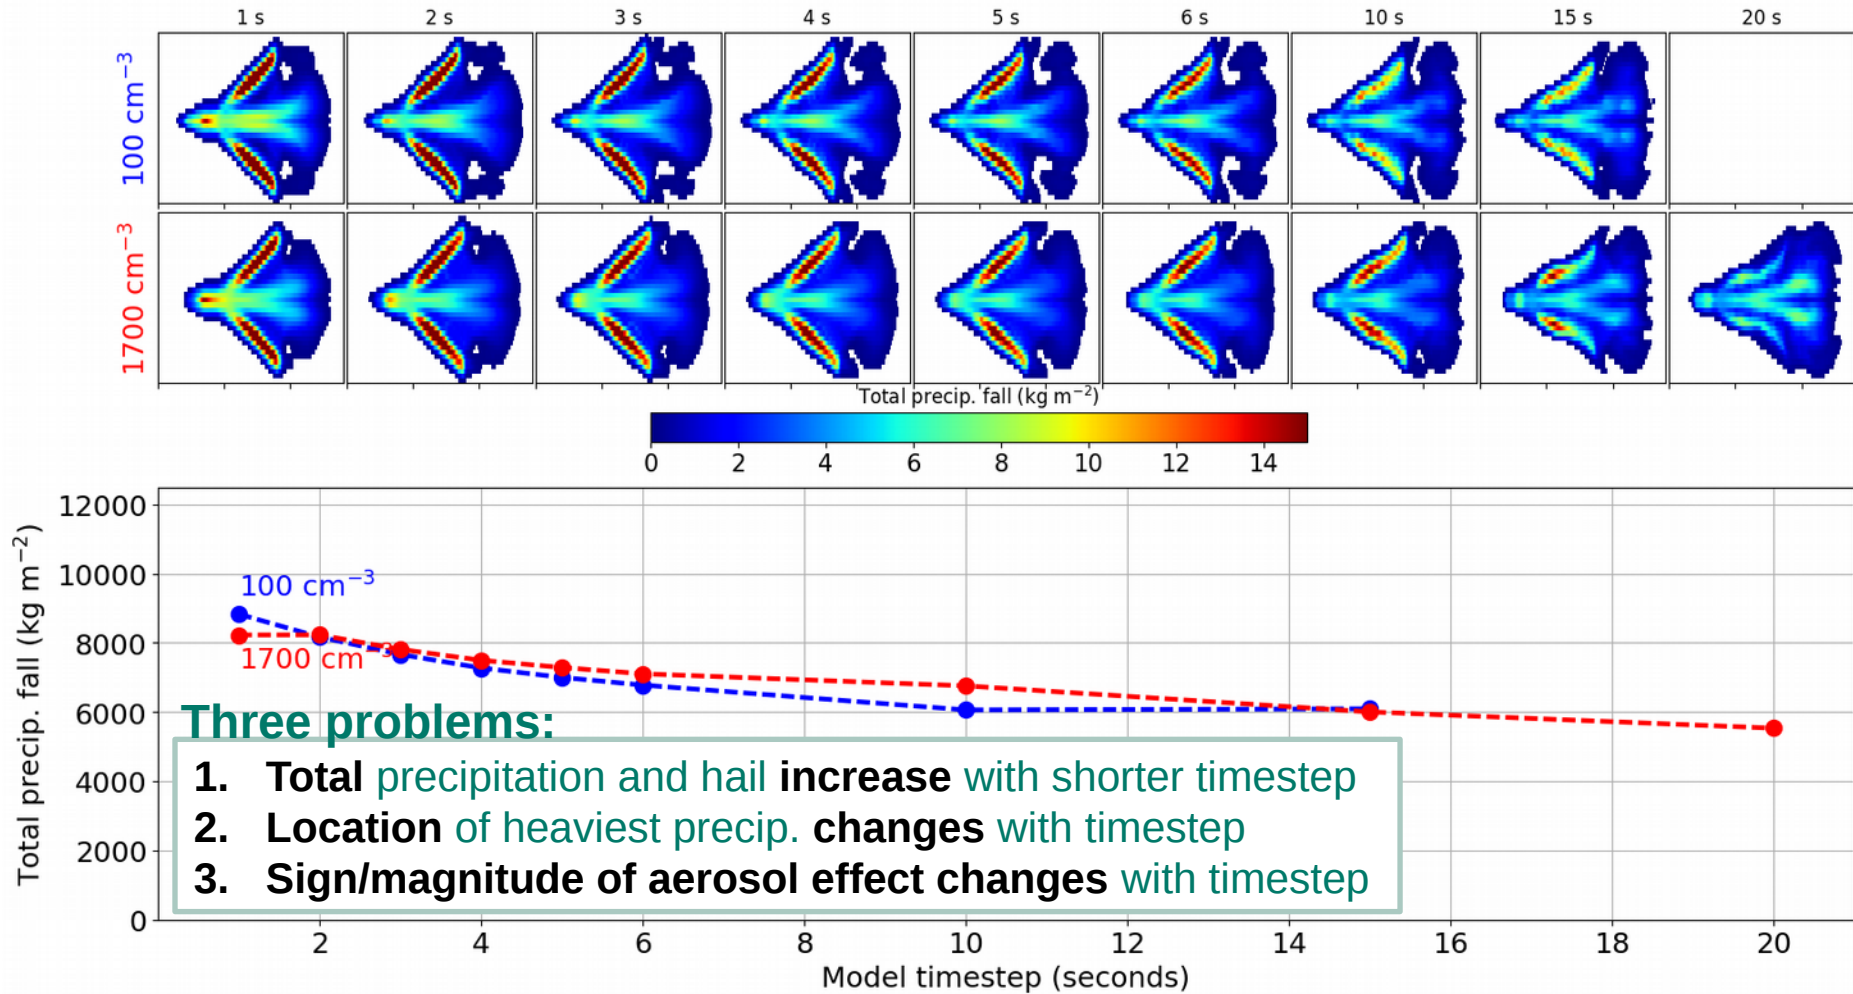 1 s 2 s 3 s 4 s 5 s 6 s 10 s 15 s 20 s
100 cm⁻³
1700 cm⁻³
Total precip. fall (kg m⁻²)
0 2 4 6 8 10 12 14
Total precip. fall (kg m⁻²)
12000
10000
8000
6000
4000
2000
0
100 cm⁻³
1700 cm⁻³
Three problems:
1. Total precipitation and hail increase with shorter timestep
2. Location of heaviest precip. changes with timestep
3. Sign/magnitude of aerosol effect changes with timestep
2 4 6 8 10 12 14 16 18 20
Model timestep (seconds)